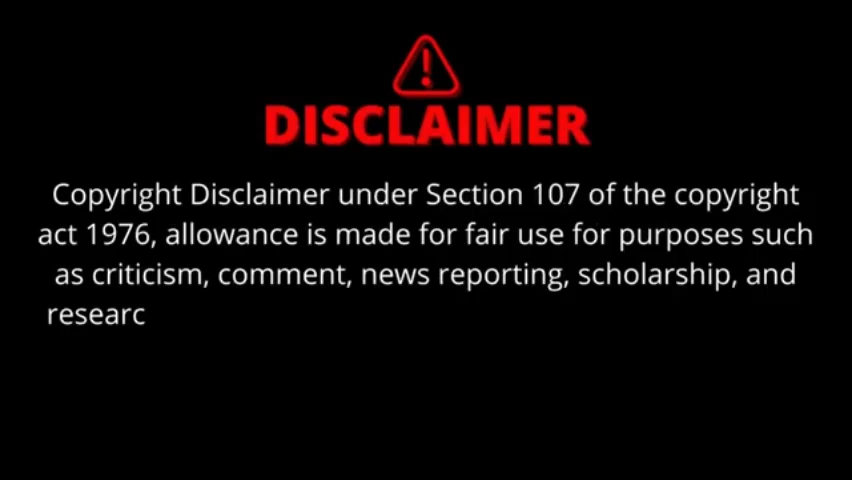 DISCLAIMER
Copyright Disclaimer under Section 107 of the copyright
act 1976, allowance is made for fair use for purposes such
as criticism, comment, news reporting, scholarship, and
researc